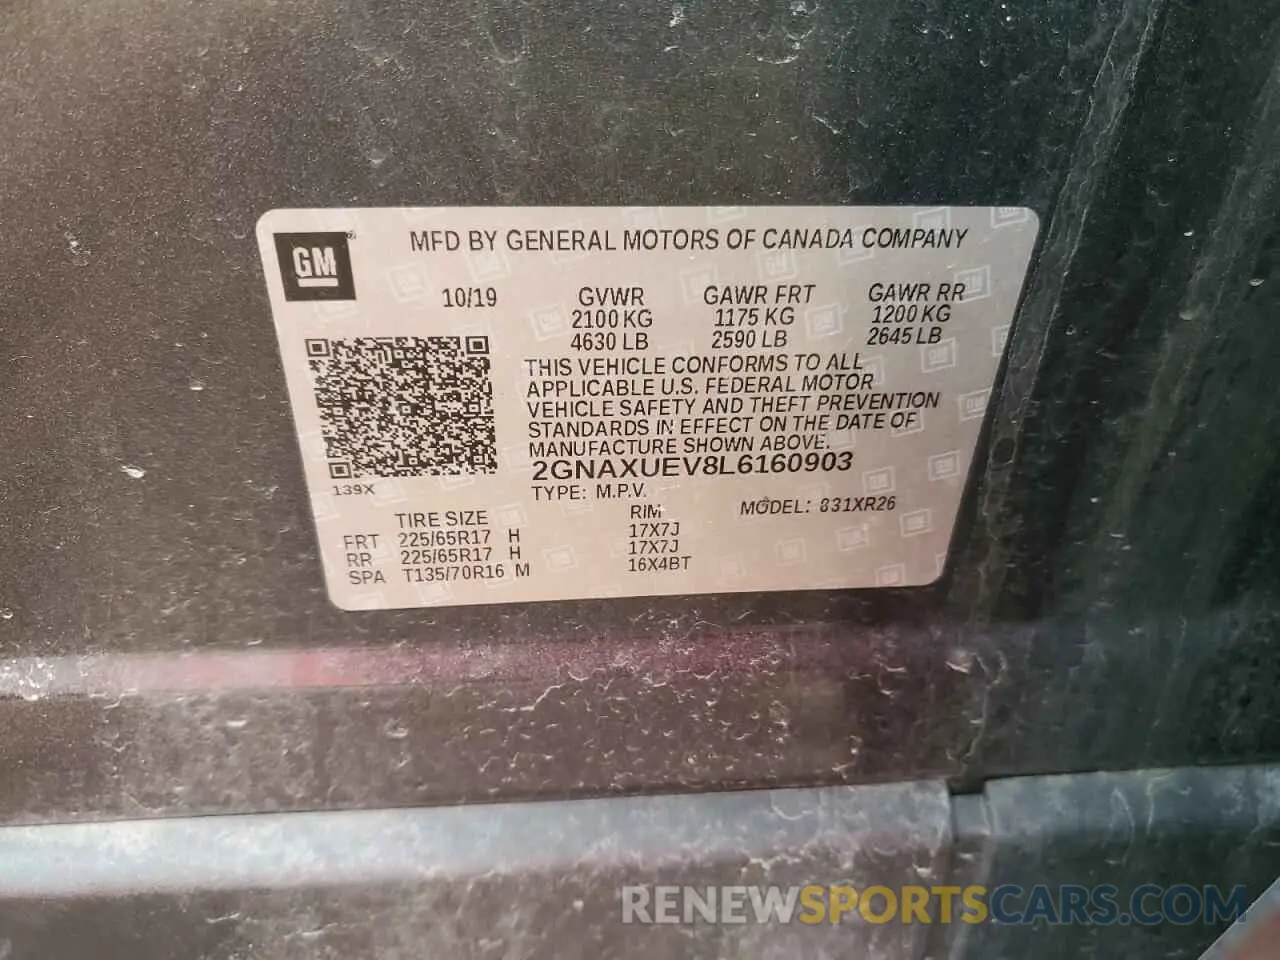 GM®
MFD BY GENERAL MOTORS OF CANADA COMPANY
10/19 GVWR GAWR FRT GAWR RR
2100 KG 1175 KG 1200 KG
4630 LB 2590 LB 2645 LB
THIS VEHICLE CONFORMS TO ALL
APPLICABLE U.S. FEDERAL MOTOR
VEHICLE SAFETY AND THEFT PREVENTION
STANDARDS IN EFFECT ON THE DATE OF
MANUFACTURE SHOWN ABOVE.
2GNAXUEV8L6160903
139X
TYPE: M.P.V. MODEL: 831XR26
TIRE SIZE RIM
FRT 225/65R17 H 17X7J
RR 225/65R17 H 17X7J
SPA T135/70R16 M 16X4BT
RENEWSPORTSCARS.COM